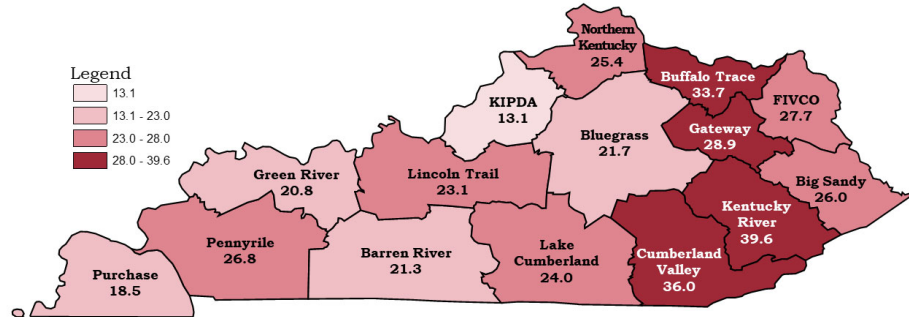 Legend
13.1
13.1 - 23.0
23.0 - 28.0
28.0 - 39.6
Northern
Kentucky
25.4
Buffalo Trace
33.7
FIVCO
27.7
KIPDA
13.1
Bluegrass
21.7
Gateway
28.9
Green River
20.8
Lincoln Trail
23.1
Big Sandy
26.0
Kentucky
River
39.6
Pennyrile
26.8
Barren River
21.3
Lake
Cumberland
24.0
Cumberland
Valley
36.0
Purchase
18.5